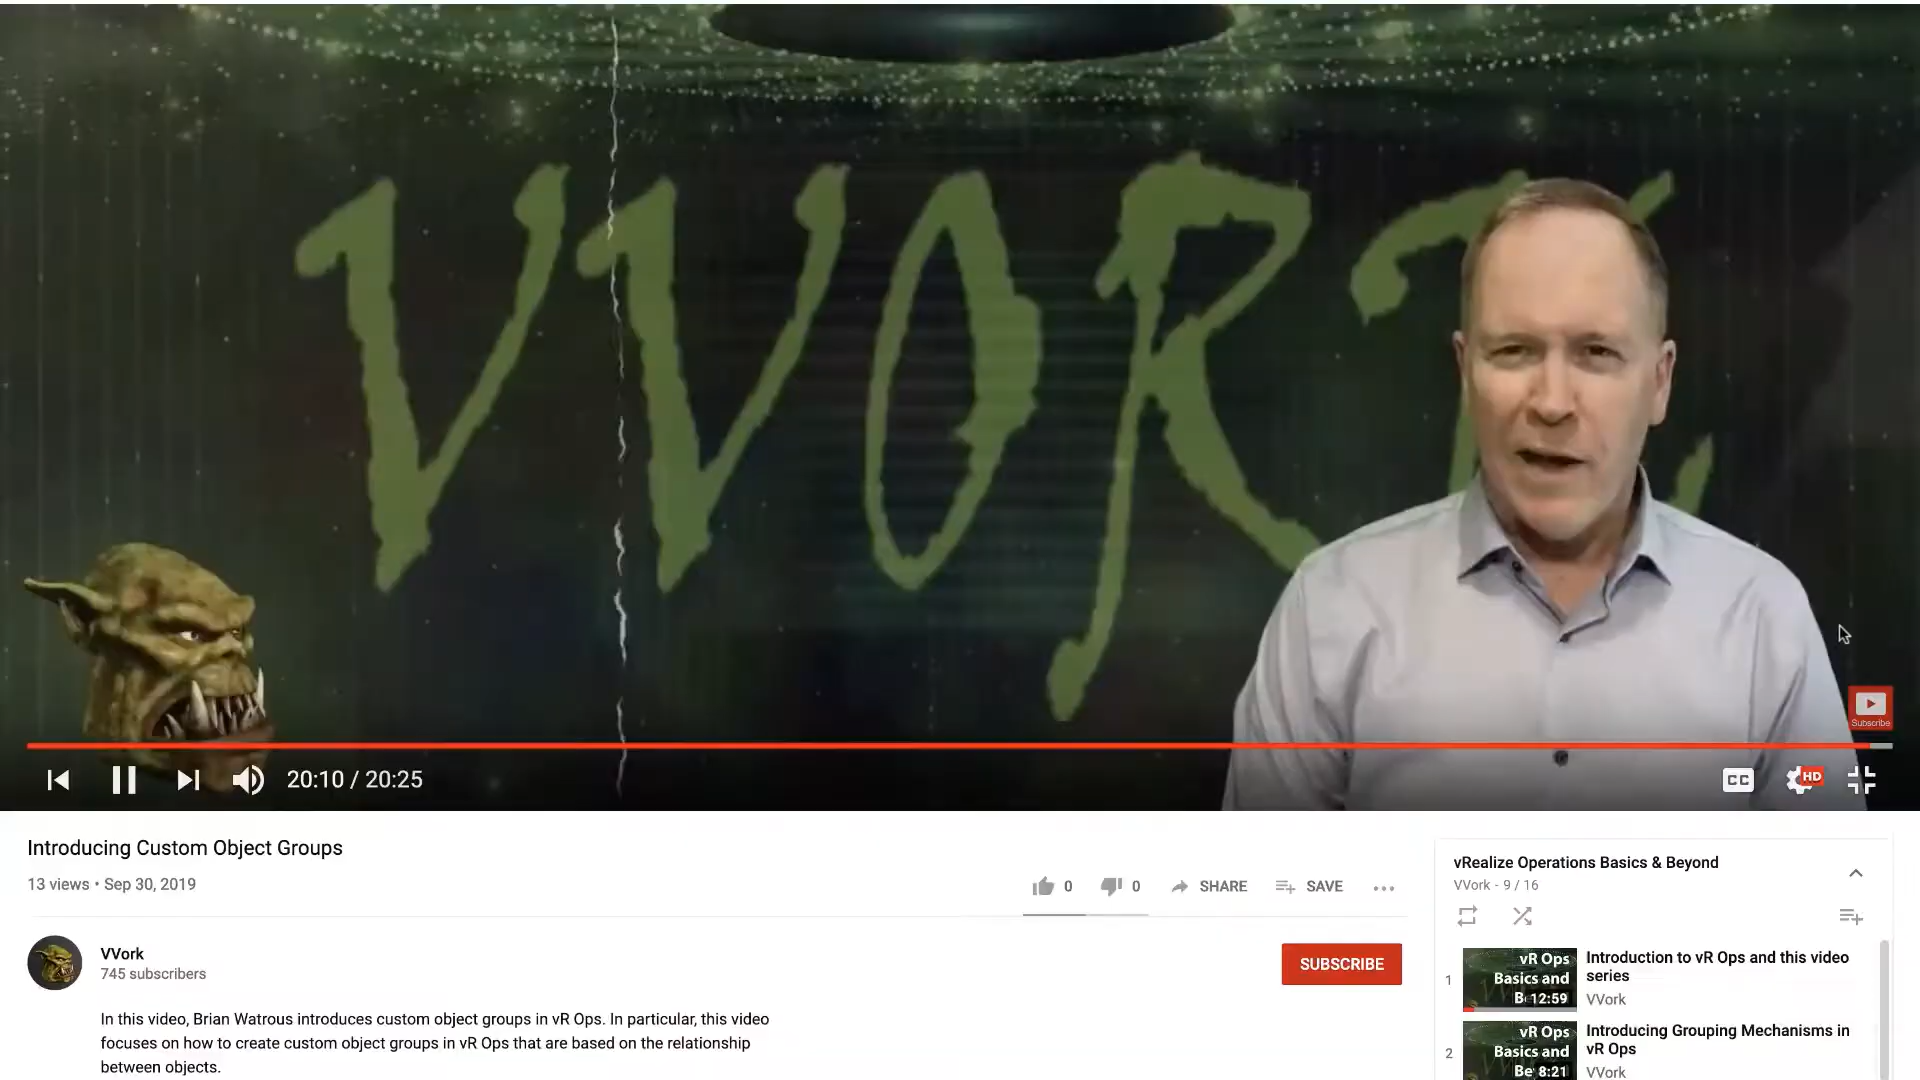 VVORK
Subscribe
20:10 / 20:25
CC
HD
Introducing Custom Object Groups
13 views • Sep 30, 2019
0
0
SHARE
SAVE
VVork
745 subscribers
SUBSCRIBE
In this video, Brian Watrous introduces custom object groups in vR Ops. In particular, this video
focuses on how to create custom object groups in vR Ops that are based on the relationship
between objects.
vRealize Operations Basics & Beyond
VVork - 9 / 16
1
vR Ops
Basics and
12:59
Introduction to vR Ops and this video
series
VVork
2
vR Ops
Basics and
Be 8:21
Introducing Grouping Mechanisms in
vR Ops
VVork